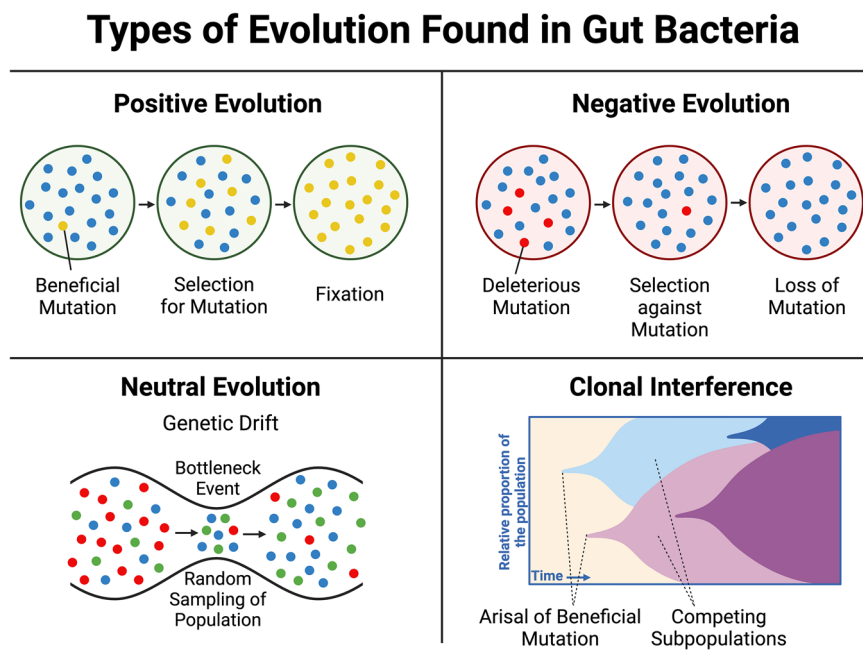 Types of Evolution Found in Gut Bacteria
Positive Evolution
Beneficial
Mutation
Selection
for Mutation
Fixation
Negative Evolution
Deleterious
Mutation
Selection
against
Mutation
Loss of
Mutation
Neutral Evolution
Genetic Drift
Bottleneck
Event
Random
Sampling of
Population
Clonal Interference
Relative proportion of
the population
Time
Arisal of Beneficial
Mutation
Competing
Subpopulations